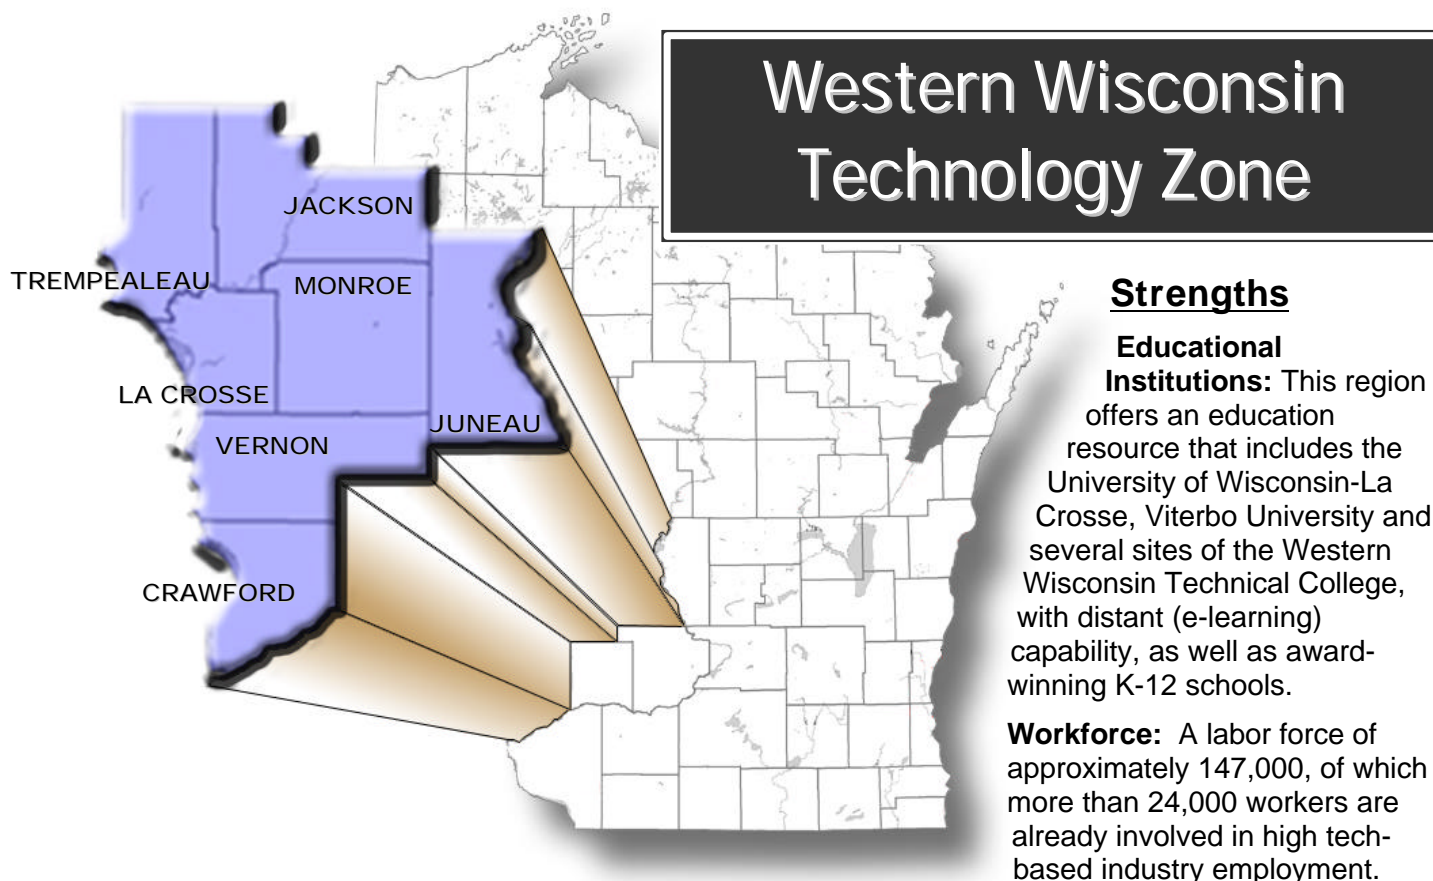 Western Wisconsin
Technology Zone
JACKSON
TREMPEALEAU
MONROE
LA CROSSE
JUNEAU
VERNON
CRAWFORD
Strengths
Educational
Institutions: This region
offers an education
resource that includes the
University of Wisconsin-La
Crosse, Viterbo University and
several sites of the Western
Wisconsin Technical College,
with distant (e-learning)
capability, as well as award-
winning K-12 schools.
Workforce: A labor force of
approximately 147,000, of which
more than 24,000 workers are
already involved in high tech-
based industry employment.